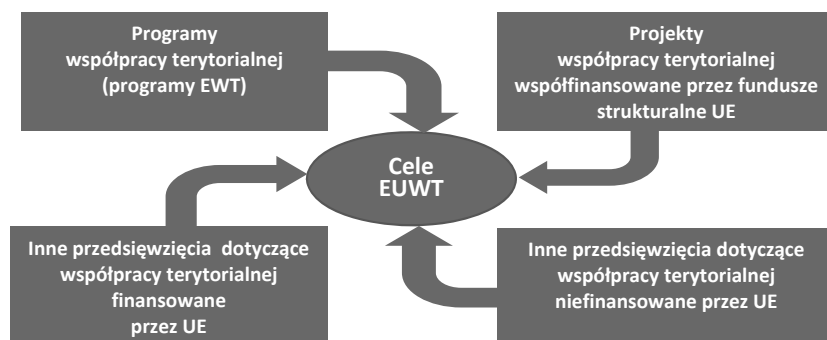 Programy
współpracy terytorialnej
(programy EWT)
Projekty
współpracy terytorialnej
współfinansowane przez fundusze
strukturalne UE
Cele
EUWT
Inne przedsięwzięcia dotyczące
współpracy terytorialnej
finansowane
przez UE
Inne przedsięwzięcia dotyczące
współpracy terytorialnej
niefinansowane przez UE